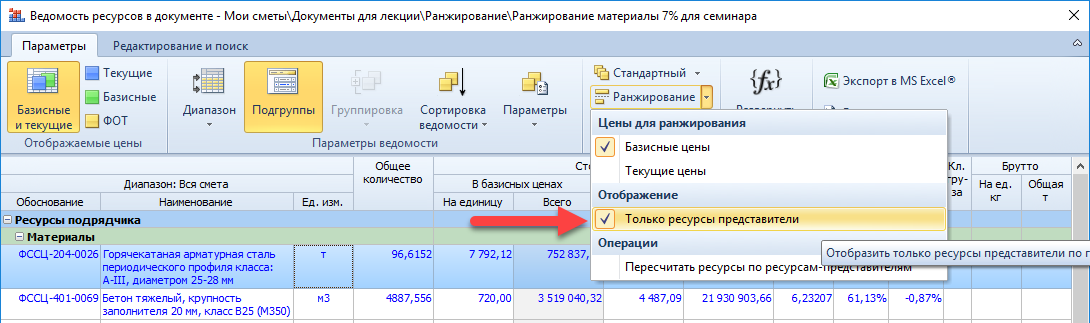 Ведомость ресурсов в документе - Мои сметы\Документы для лекции\Ранжирование\Ранжирование материалы 7% для семинара
Параметры Редактирование и поиск
Базисные и текущие
Текущие
Базисные
ФОТ
Отображаемые цены
Диапазон
Подгруппы
Группировка
Сортировка ведомости
Параметры
Параметры ведомости
Стандартный
Ранжирование
Экспорт в MS Excel®
Цены для ранжирования
Базисные цены
Текущие цены
Отображение
Только ресурсы представители
Операции
Пересчитать ресурсы по ресурсам-представителям
Отобразить только ресурсы представители по
Диапазон: Вся смета
Общее количество
В базисных ценах
Кл. гру-за
Брутто
Обоснование Наименование Ед. изм. На единицу Всего На ед. кг Общая т
Ресурсы подрядчика
Материалы
ФССЦ-204-0026 Горячекатаная арматурная сталь т 96,6152 7 792,12 752 837,
периодического профиля класса:
А-III, диаметром 25-28 мм
ФССЦ-401-0069 Бетон тяжелый, крупность м3 4887,556 720,00 3 519 040,32 4 487,09 21 930 903,66 6,23207 61,13% -0,87%
заполнителя 20 мм, класс В25 (М350)